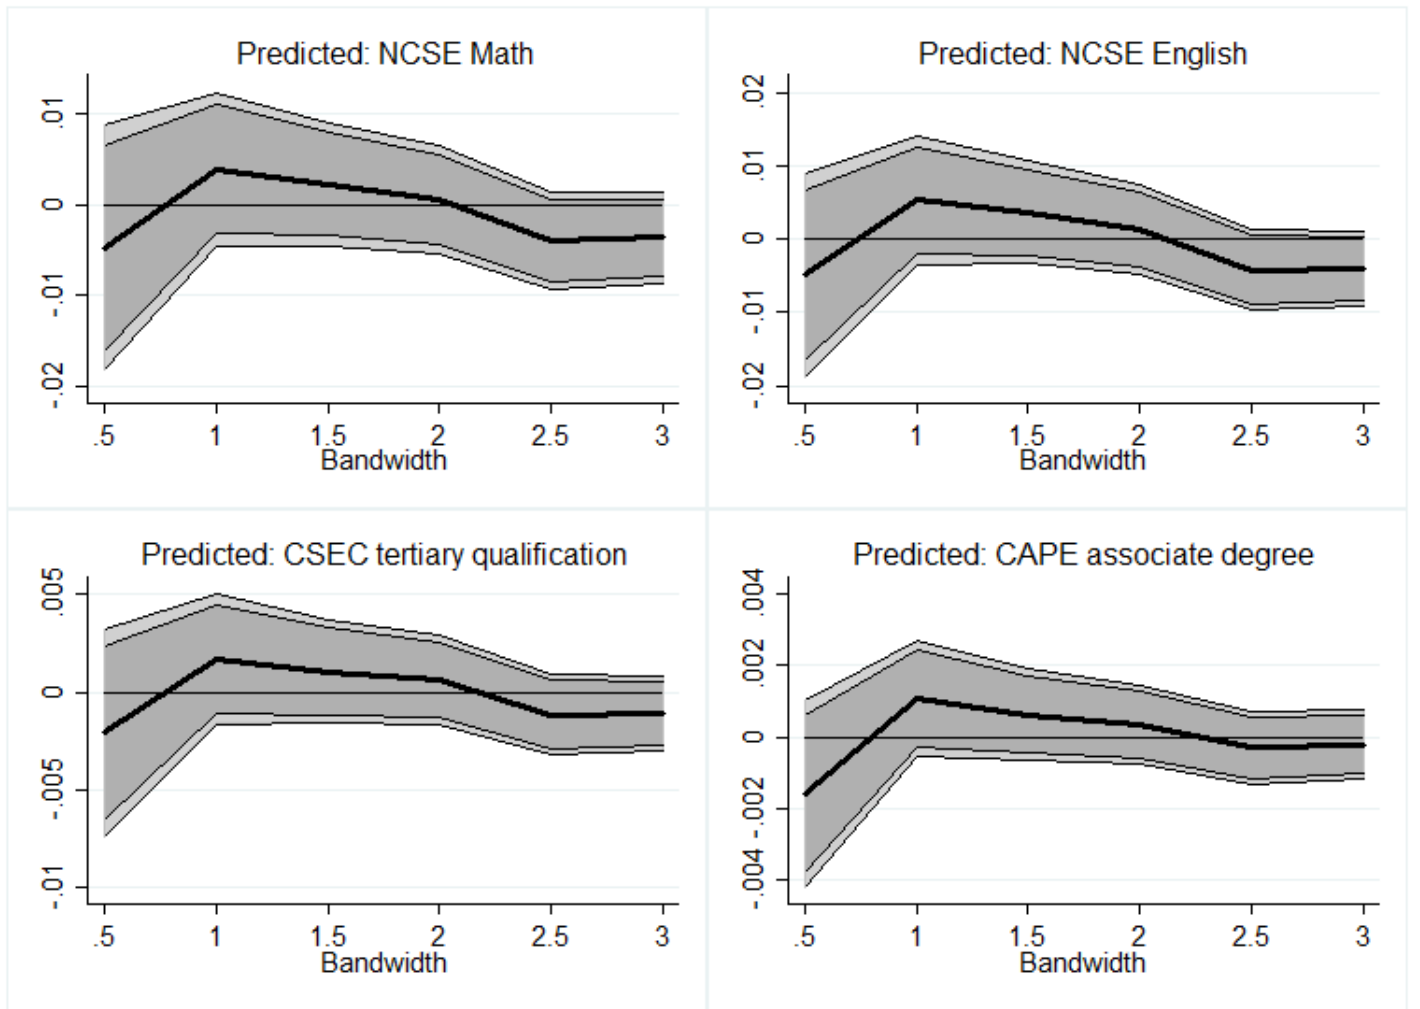 Predicted: NCSE Math
.01
0
-.01
-.02
.5 1 1.5 2 2.5 3
Bandwidth
Predicted: NCSE English
.02
.01
0
-.01
-.02
.5 1 1.5 2 2.5 3
Bandwidth
Predicted: CSEC tertiary qualification
.005
0
-.005
-.01
.5 1 1.5 2 2.5 3
Bandwidth
Predicted: CAPE associate degree
.004
.002
0
-.002
-.004
.5 1 1.5 2 2.5 3
Bandwidth